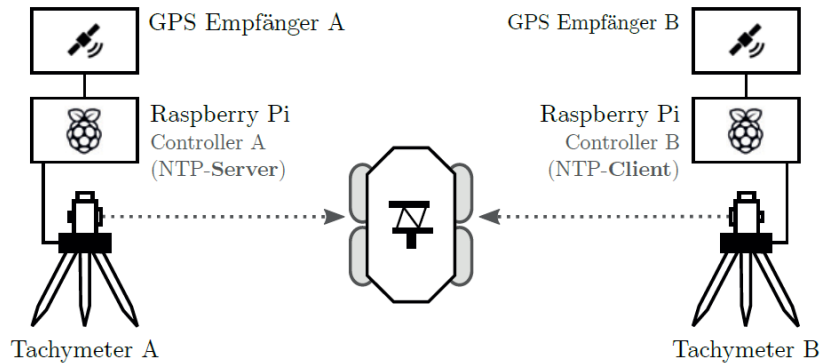 GPS Empfänger A
GPS Empfänger B
Raspberry Pi
Controller A
(NTP-Server)
Raspberry Pi
Controller B
(NTP-Client)
Tachymeter A
Tachymeter B